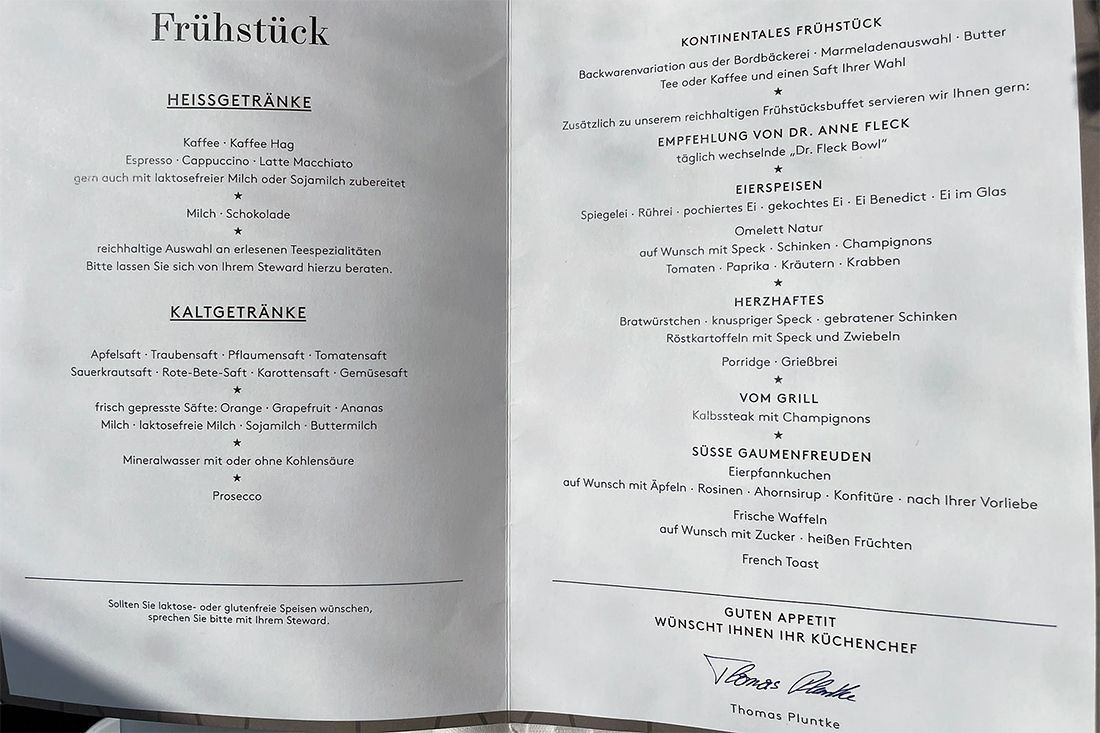 Frühstück
HEISSGETRÄNKE
Kaffee · Kaffee Hag
Espresso · Cappuccino · Latte Macchiato
gern auch mit laktosefreier Milch oder Sojamilch zubereitet
★
Milch · Schokolade
★
reichhaltige Auswahl an erlesenen Teespezialitäten
Bitte lassen Sie sich von Ihrem Steward hierzu beraten.
KALTGETRÄNKE
Apfelsaft · Traubensaft · Pflaumensaft · Tomatensaft
Sauerkrautsaft · Rote-Bete-Saft · Karottensaft · Gemüsesaft
★
frisch gepresste Säfte: Orange · Grapefruit · Ananas
Milch · laktosefreie Milch · Sojamilch · Buttermilch
★
Mineralwasser mit oder ohne Kohlensäure
★
Prosecco
Sollten Sie laktose- oder glutenfreie Speisen wünschen,
sprechen Sie bitte mit Ihrem Steward.
KONTINENTALES FRÜHSTÜCK
Backwarenvariation aus der Bordbäckerei · Marmeladenauswahl · Butter
Tee oder Kaffee und einen Saft Ihrer Wahl
★
Zusätzlich zu unserem reichhaltigen Frühstücksbuffet servieren wir Ihnen gern:
EMPFEHLUNG VON DR. ANNE FLECK
täglich wechselnde „Dr. Fleck Bowl“
★
EIERSPEISEN
Spiegelei · Rührei · pochiertes Ei · gekochtes Ei · Ei Benedict · Ei im Glas
Omelett Natur
auf Wunsch mit Speck · Schinken · Champignons
Tomaten · Paprika · Kräutern · Krabben
★
HERZHAFTES
Bratwürstchen · knuspriger Speck · gebratener Schinken
Röstkartoffeln mit Speck und Zwiebeln
Porridge · Grießbrei
★
VOM GRILL
Kalbssteak mit Champignons
★
SÜSSE GAUMENFREUDEN
Eierpfannkuchen
auf Wunsch mit Äpfeln · Rosinen · Ahornsirup · Konfitüre · nach Ihrer Vorliebe
Frische Waffeln
auf Wunsch mit Zucker · heißen Früchten
French Toast
GUTEN APPETIT
WÜNSCHT IHNEN IHR KÜCHENCHEF
Thomas Pluntke
Thomas Pluntke